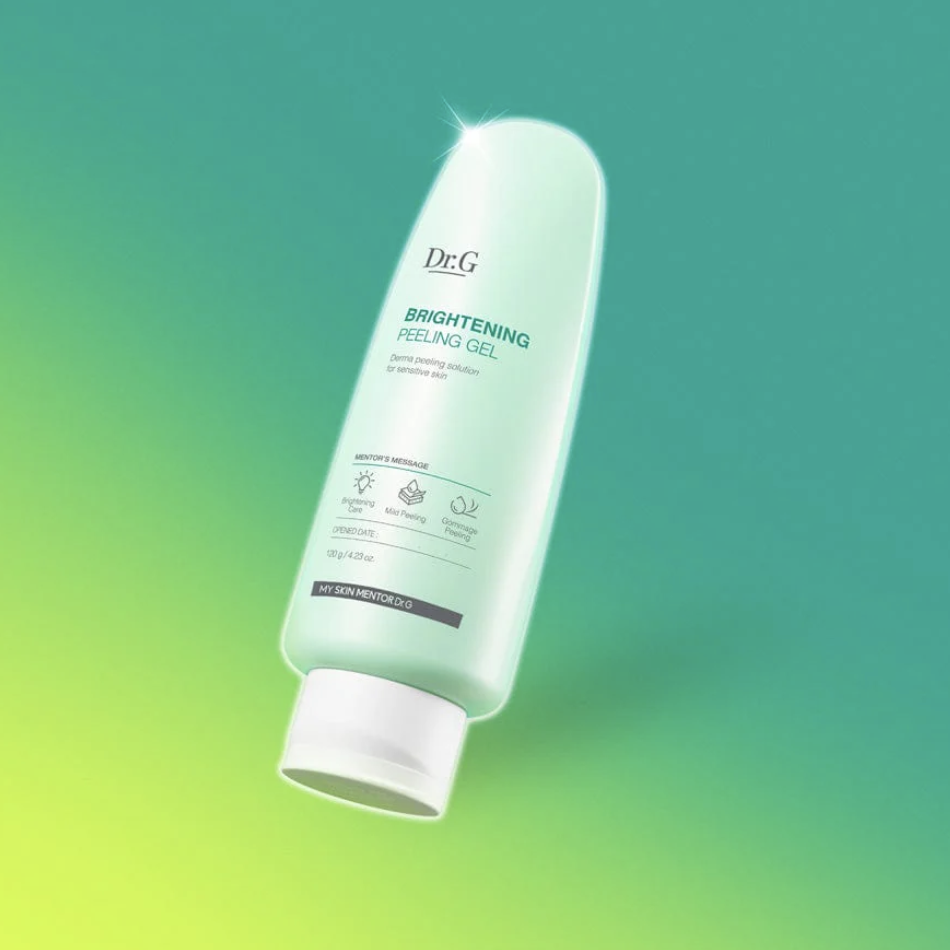 Dr.G
BRIGHTENING
PEELING GEL
Derma peeling solution
for sensitive skin
MENTOR'S MESSAGE
Brightening
Care
Mild Peeling
Gommage
Peeling
OPENED DATE : . .
120 g / 4.23 oz.
MY SKIN MENTOR Dr.G